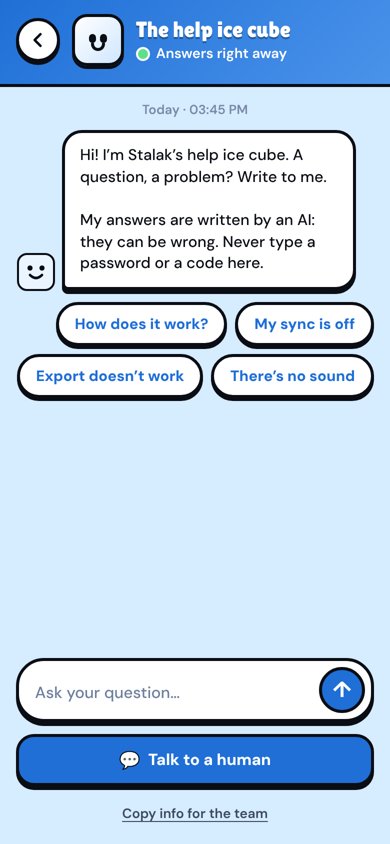 The help ice cube
Answers right away
Today · 03:45 PM
Hi! I’m Stalak’s help ice cube. A
question, a problem? Write to me.
My answers are written by an AI:
they can be wrong. Never type a
password or a code here.
How does it work?
My sync is off
Export doesn’t work
There’s no sound
Ask your question…
💬 Talk to a human
Copy info for the team